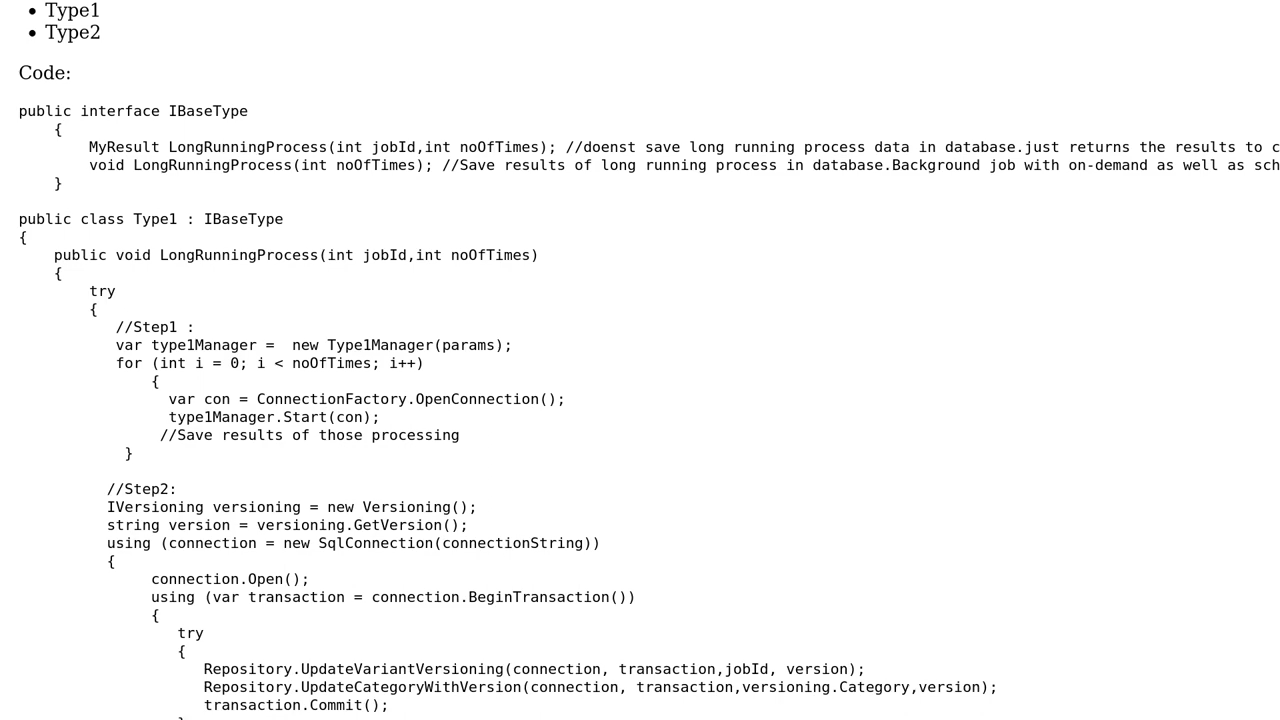 • Type1
• Type2
Code:
public interface IBaseType
    {
        MyResult LongRunningProcess(int jobId,int noOfTimes); //doenst save long running process data in database.just returns the results to c
        void LongRunningProcess(int noOfTimes); //Save results of long running process in database.Background job with on-demand as well as sch
    }
public class Type1 : IBaseType
{
    public void LongRunningProcess(int jobId,int noOfTimes)
    {
        try
        {
           //Step1 :
           var type1Manager =  new Type1Manager(params);
           for (int i = 0; i < noOfTimes; i++)
               {
                 var con = ConnectionFactory.OpenConnection();
                 type1Manager.Start(con);
                //Save results of those processing
            }
          //Step2:
          IVersioning versioning = new Versioning();
          string version = versioning.GetVersion();
          using (connection = new SqlConnection(connectionString))
          {
               connection.Open();
               using (var transaction = connection.BeginTransaction())
               {
                  try
                  {
                     Repository.UpdateVariantVersioning(connection, transaction,jobId, version);
                     Repository.UpdateCategoryWithVersion(connection, transaction,versioning.Category,version);
                     transaction.Commit();